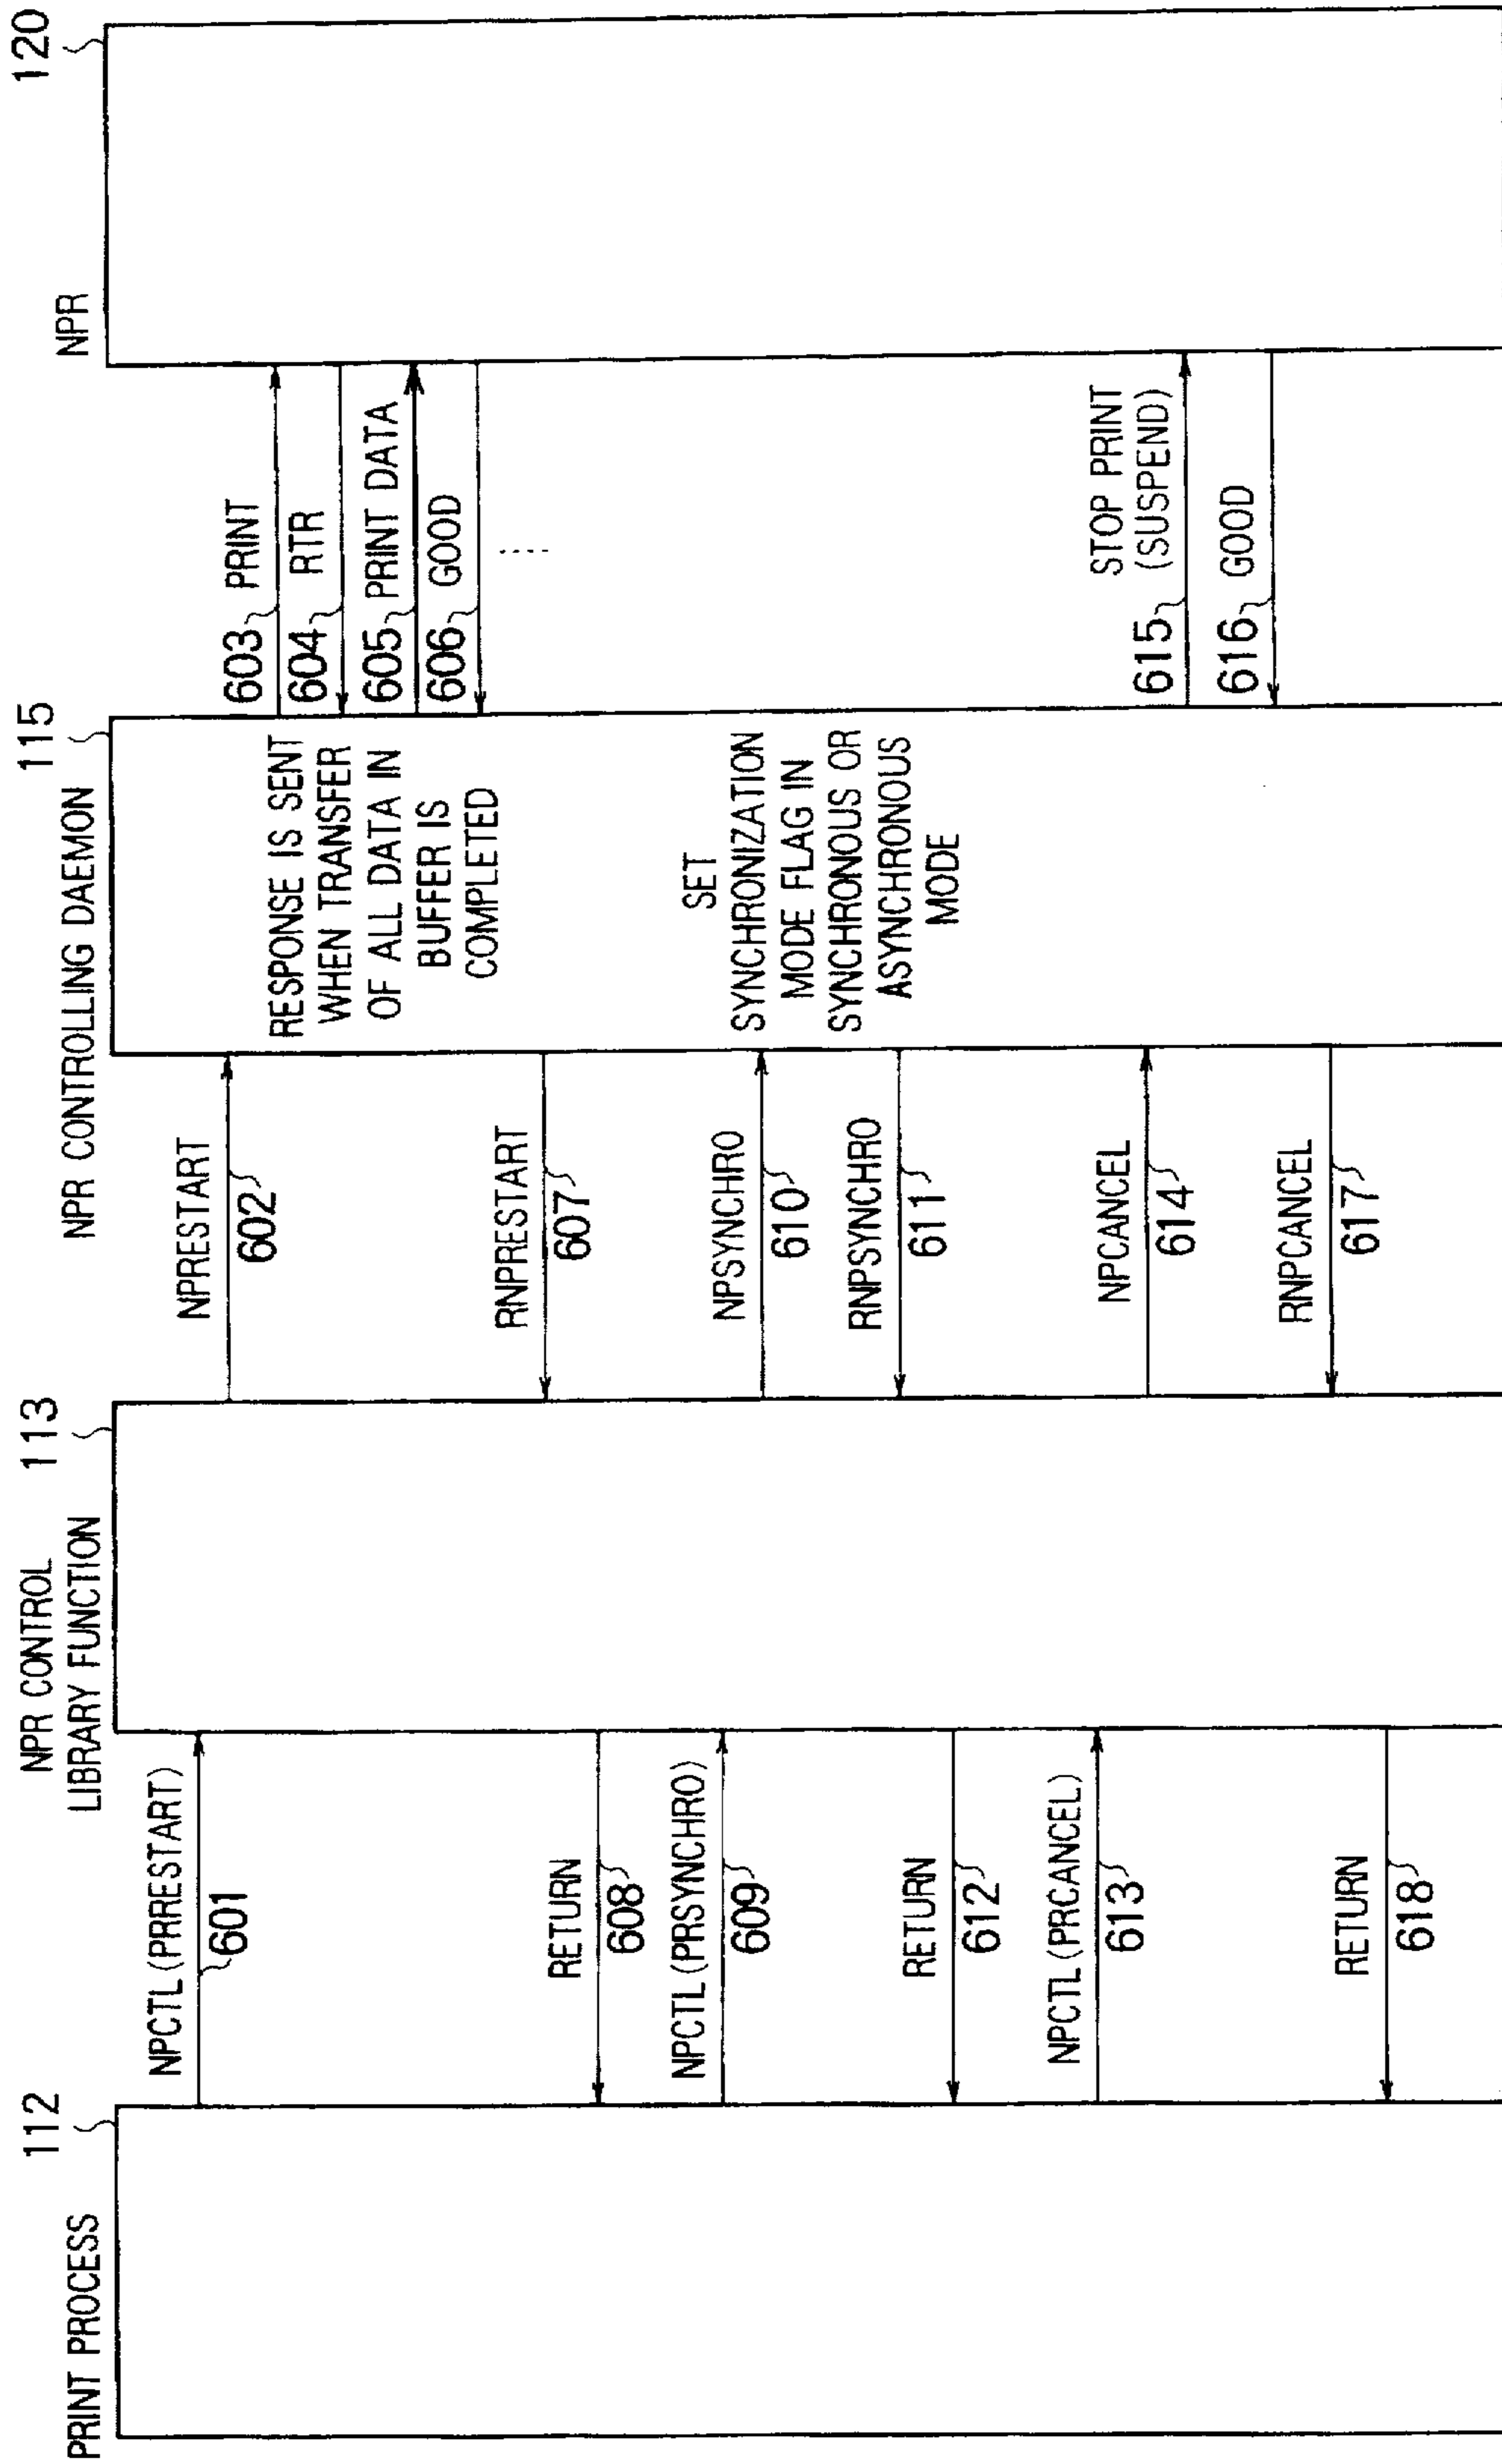 PRINT PROCESS
112
NPR CONTROL
LIBRARY FUNCTION
113
NPR CONTROLLING DAEMON
115
NPR
120
NPCTL (PRRESTART)
601
NPRESTART
602
603 PRINT
604 RTR
605 PRINT DATA
606 GOOD
RESPONSE IS SENT
WHEN TRANSFER
OF ALL DATA IN
BUFFER IS
COMPLETED
RNPRESTART
607
RETURN
608
NPCTL (PRSYNCHRO)
609
NPSYNCHRO
610
SET
SYNCHRONIZATION
MODE FLAG IN
SYNCHRONOUS OR
ASYNCHRONOUS
MODE
RNPSYNCHRO
611
RETURN
612
NPCTL (PRCANCEL)
613
NPCANCEL
614
STOP PRINT
(SUSPEND)
615
616 GOOD
RNPCANCEL
617
RETURN
618